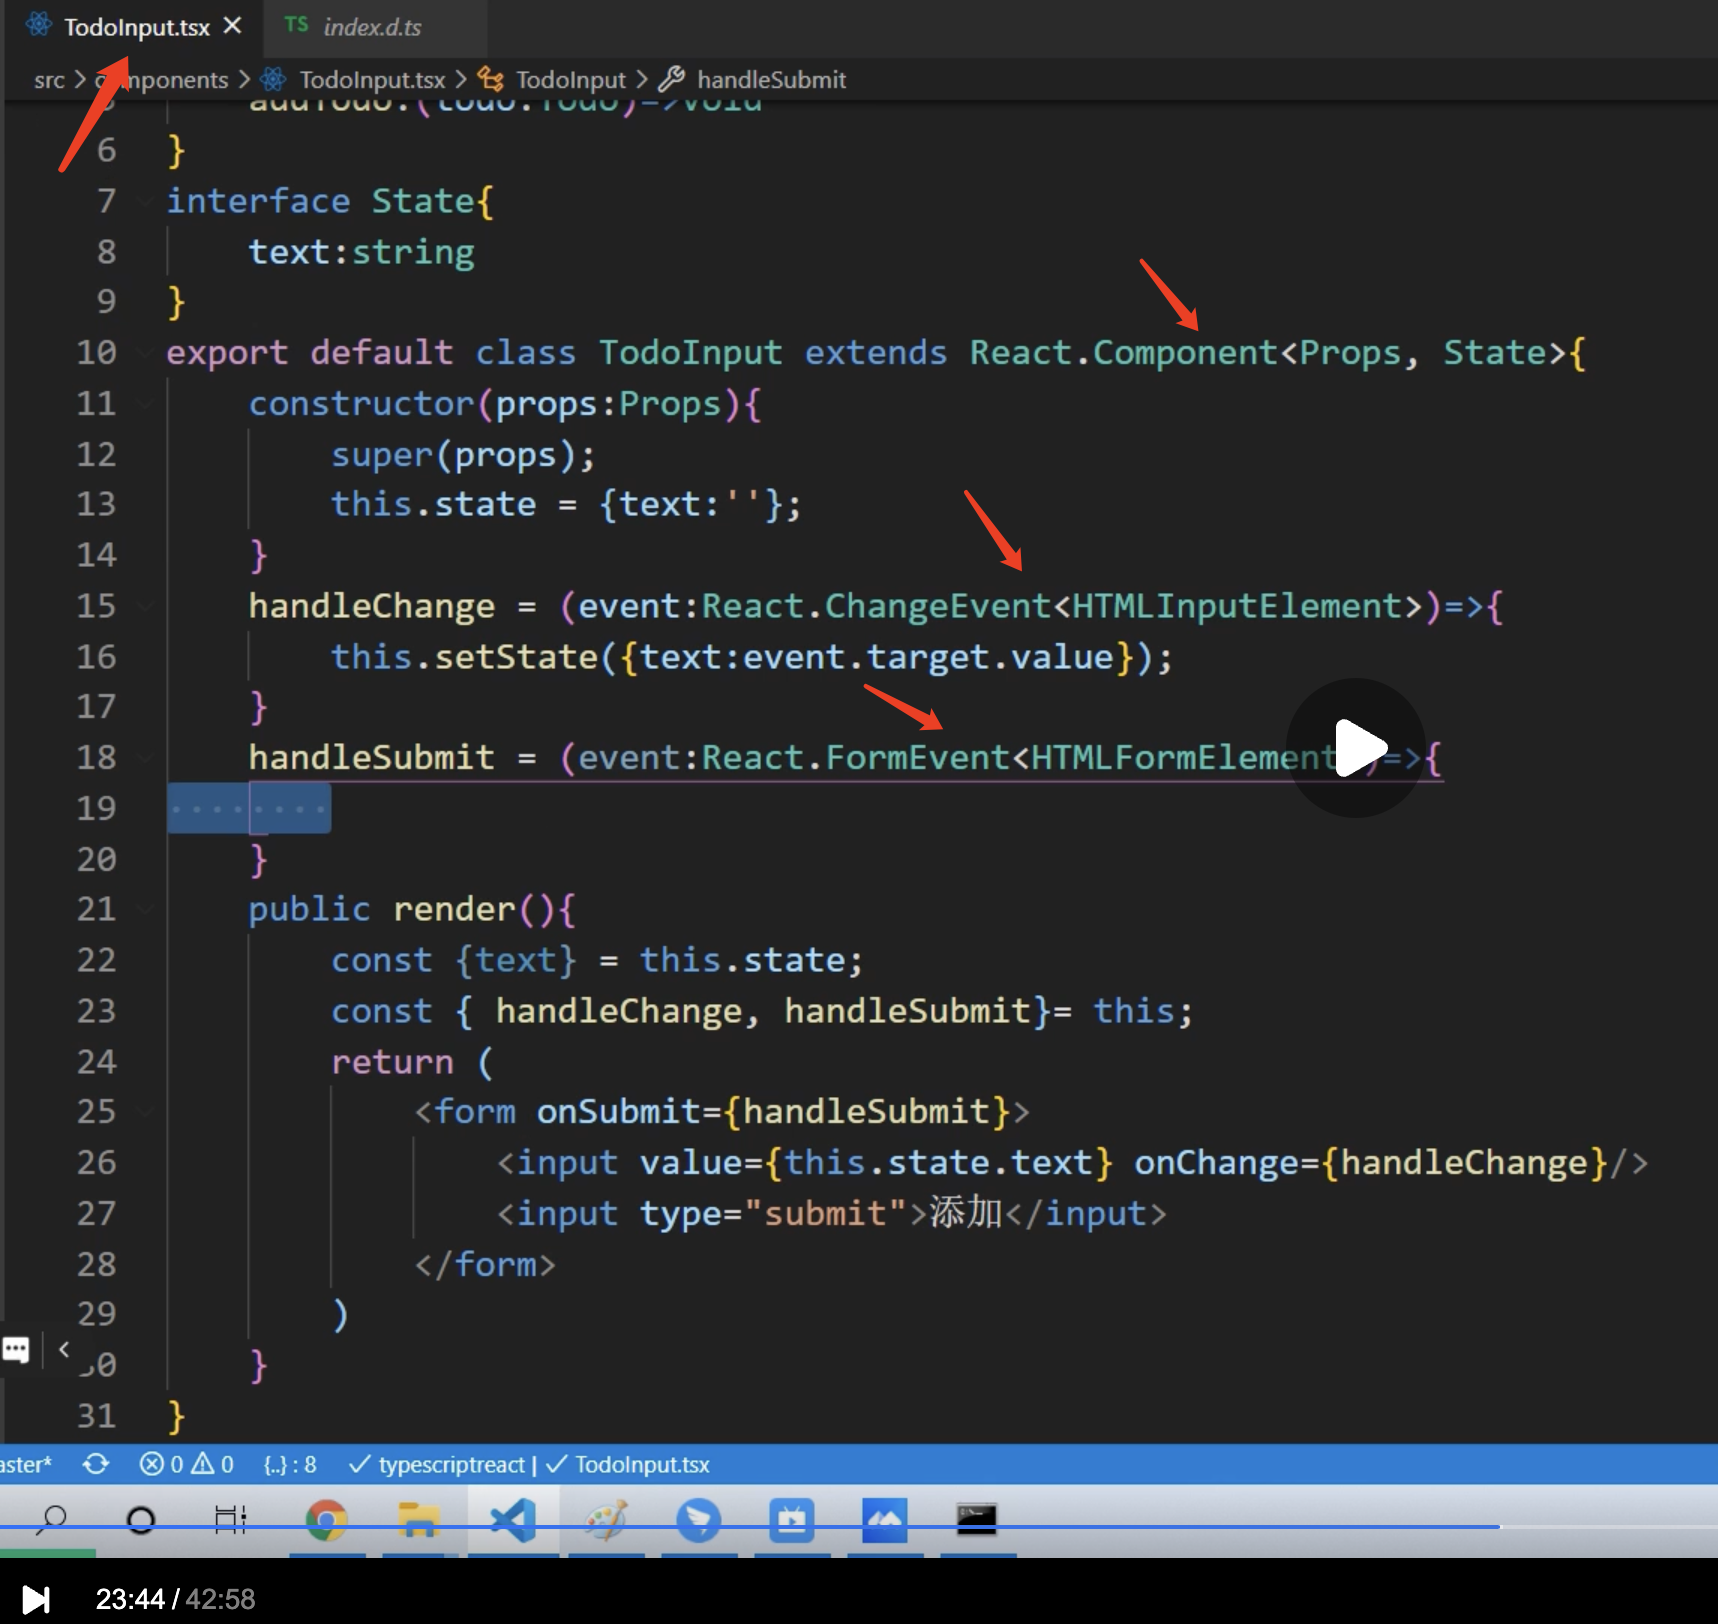 TodoInput.tsx
TS index.d.ts
src > components > TodoInput.tsx > TodoInput > handleSubmit
addTodo:(todo:Todo)=>void
6 }
7 interface State{
8 text:string
9 }
10 export default class TodoInput extends React.Component<Props, State>{
11 constructor(props:Props){
12 super(props);
13 this.state = {text:''};
14 }
15 handleChange = (event:React.ChangeEvent<HTMLInputElement>)=>{
16 this.setState({text:event.target.value});
17 }
18 handleSubmit = (event:React.FormEvent<HTMLFormElement>)=>{
19
20 }
21 public render(){
22 const {text} = this.state;
23 const { handleChange, handleSubmit}= this;
24 return (
25 <form onSubmit={handleSubmit}>
26 <input value={this.state.text} onChange={handleChange}/>
27 <input type="submit">添加</input>
28 </form>
29 )
30 }
31 }
aster* 0 0 {..} : 8 typescriptreact | TodoInput.tsx
23:44 / 42:58